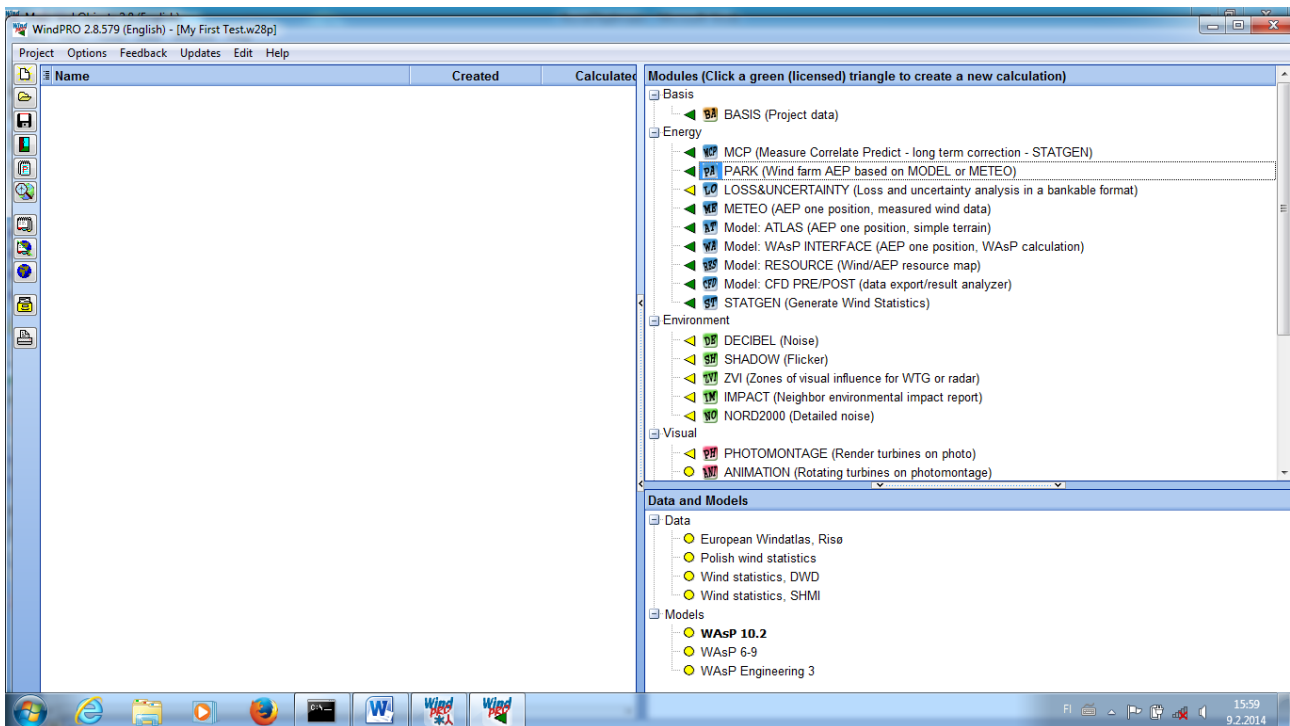 WindPRO 2.8.579 (English) - [My First Test.w28p]
Project Options Feedback Updates Edit Help
Name Created Calculated
Modules (Click a green (licensed) triangle to create a new calculation)
Basis
BA BASIS (Project data)
Energy
MCP MCP (Measure Correlate Predict - long term correction - STATGEN)
PA PARK (Wind farm AEP based on MODEL or METEO)
LO LOSS&UNCERTAINTY (Loss and uncertainty analysis in a bankable format)
ME METEO (AEP one position, measured wind data)
AT Model: ATLAS (AEP one position, simple terrain)
WA Model: WAsP INTERFACE (AEP one position, WAsP calculation)
RES Model: RESOURCE (Wind/AEP resource map)
CFD Model: CFD PRE/POST (data export/result analyzer)
ST STATGEN (Generate Wind Statistics)
Environment
DE DECIBEL (Noise)
SH SHADOW (Flicker)
ZVI ZVI (Zones of visual influence for WTG or radar)
IM IMPACT (Neighbor environmental impact report)
NO NORD2000 (Detailed noise)
Visual
PH PHOTOMONTAGE (Render turbines on photo)
ANI ANIMATION (Rotating turbines on photomontage)
Data and Models
Data
European Windatlas, Risø
Polish wind statistics
Wind statistics, DWD
Wind statistics, SHMI
Models
WAsP 10.2
WAsP 6-9
WAsP Engineering 3
Wind PRO
Wind PRO
FI
15:59
9.2.2014